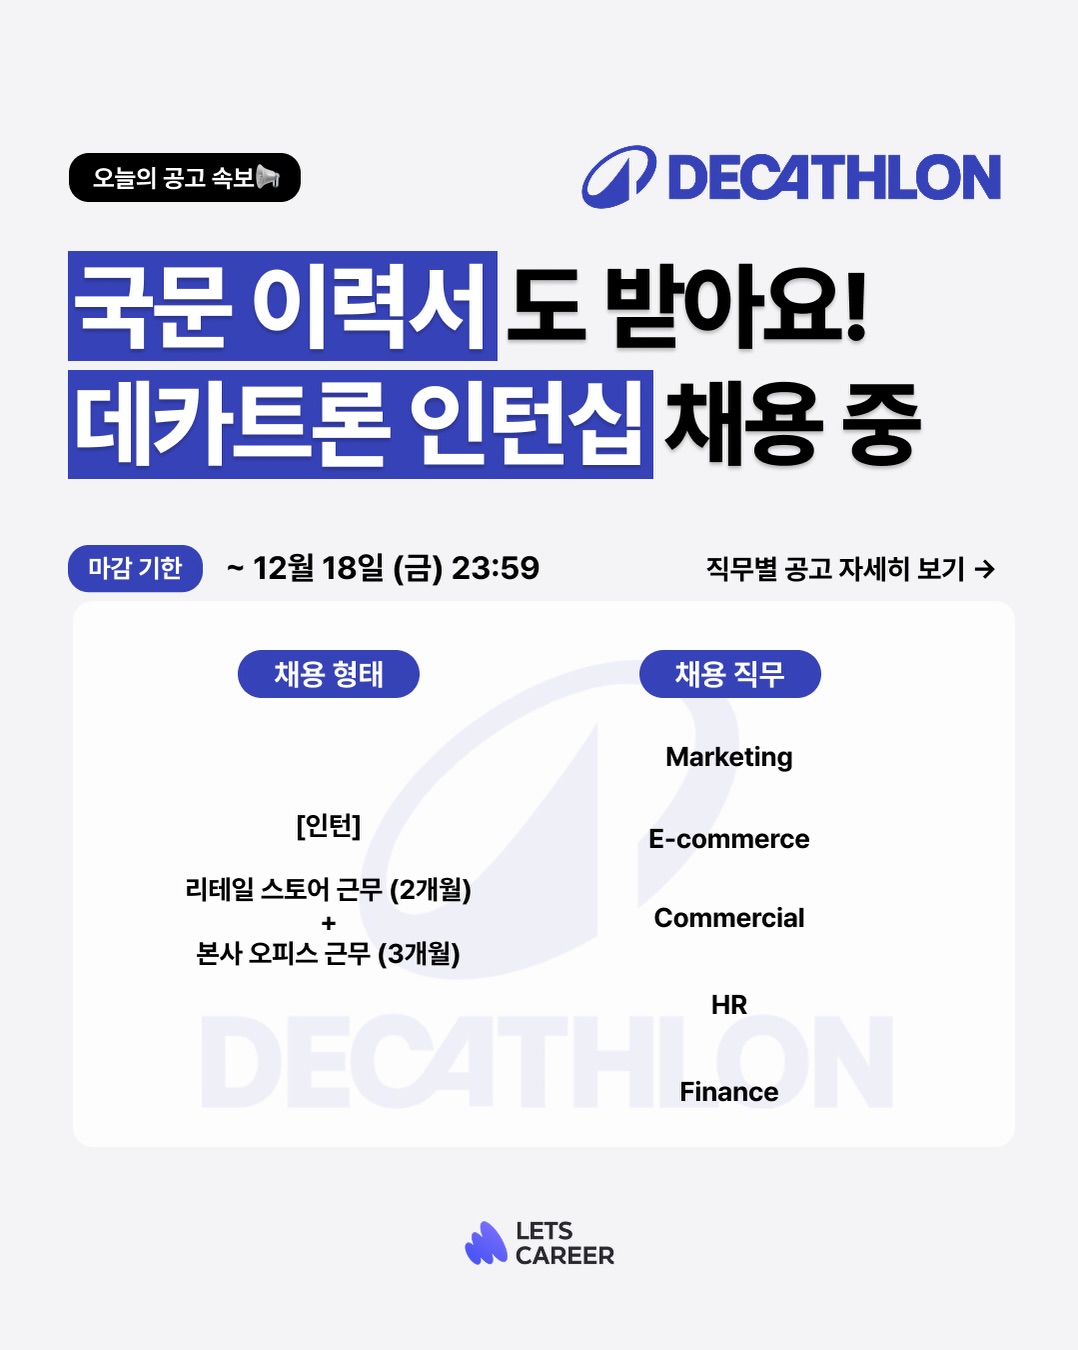 오늘의 공고 속보
DECATHLON
국문 이력서도 받아요!
데카트론 인턴십 채용 중
마감 기한 ~ 12월 18일 (금) 23:59
직무별 공고 자세히 보기 →
채용 형태
[인턴]
리테일 스토어 근무 (2개월)
+
본사 오피스 근무 (3개월)
채용 직무
Marketing
E-commerce
Commercial
HR
Finance
DECATHLON
LETS
CAREER